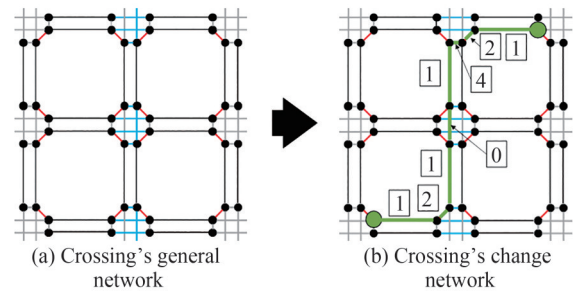 2 1
1
4
0
1
1 2
(a) Crossing's general
network
(b) Crossing's change
network